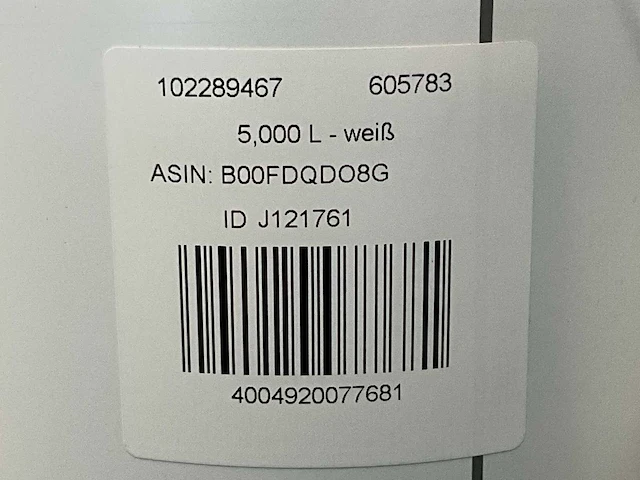 102289467 605783
5,000 L - weiß
ASIN: B00FDQDO8G
ID J121761
4004920077681